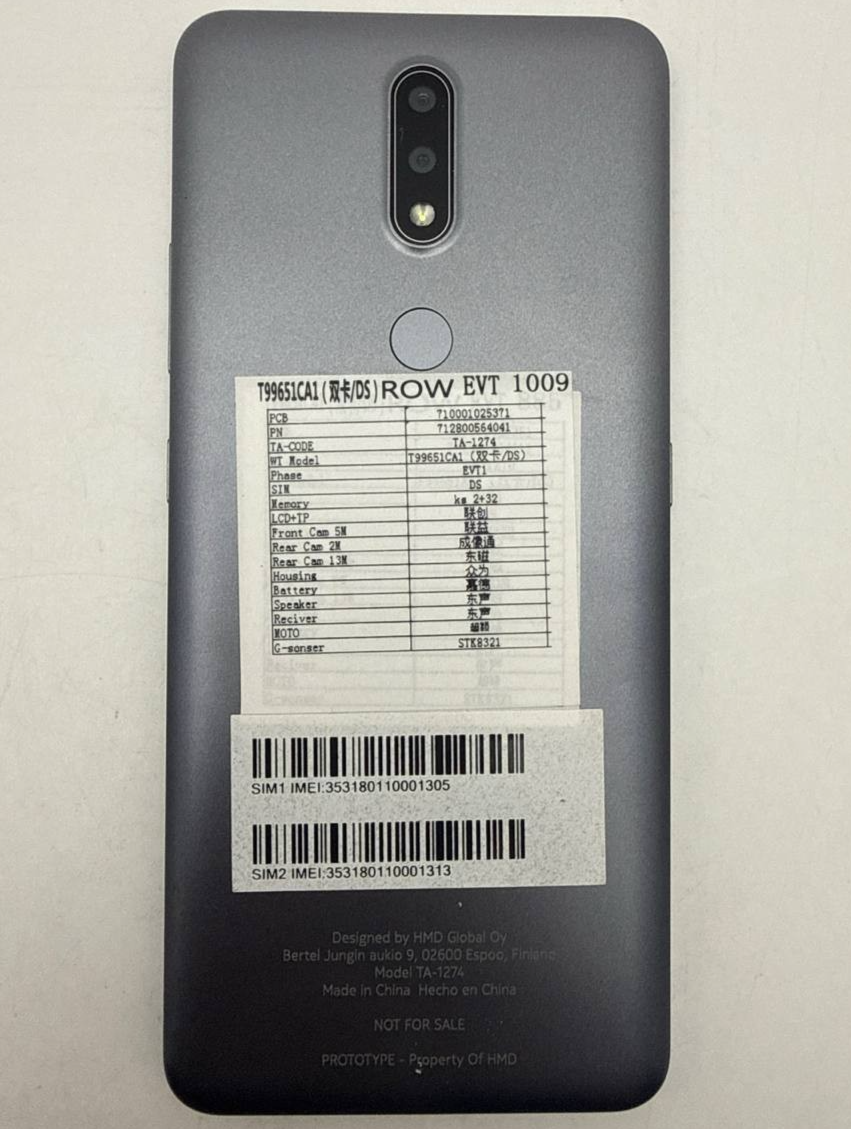 T99651CA1(双卡/DS)ROW EVT 1009
PCB 710001025371
PN 712800564041
TA-CODE TA-1274
WT Model T99651CA1 (双卡/DS)
Phase EVT1
SIM DS
Memory ks 2+32
LCD+TP 联创
Front Cam 5M 联益
Rear Cam 2M 成像通
Rear Cam 13M 东磁
Housing 众为
Battery 嘉德
Speaker 东声
Reciver 东声
MOTO
G-sonser STK8321
SIM1 IMEI:353180110001305
SIM2 IMEI:353180110001313
Designed by HMD Global Oy
Bertel Jungin aukio 9, 02600 Espoo, Finland
Model TA-1274
Made in China Hecho en China
NOT FOR SALE
PROTOTYPE - Property Of HMD